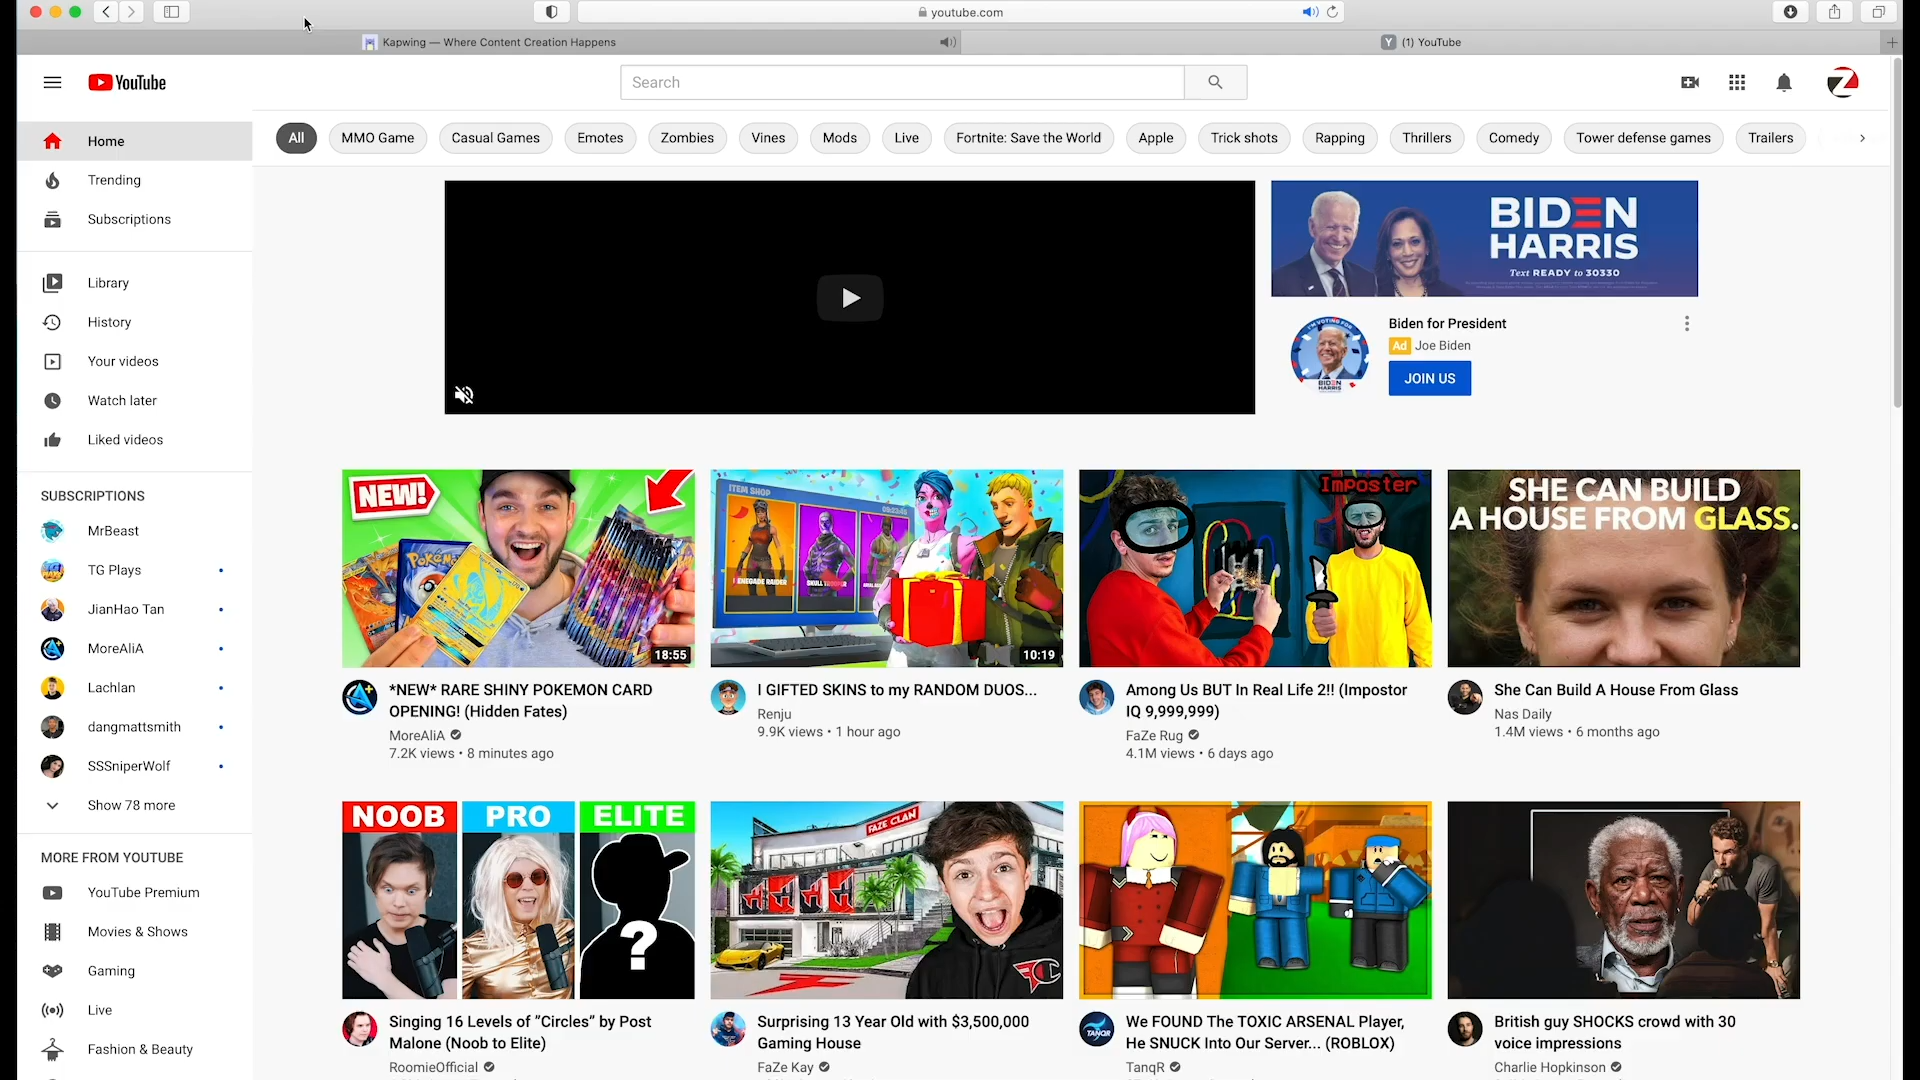 youtube.com
Kapwing — Where Content Creation Happens
(1) YouTube
YouTube
Search
Home
Trending
Subscriptions
Library
History
Your videos
Watch later
Liked videos
SUBSCRIPTIONS
MrBeast
TG Plays
JianHao Tan
MoreAliA
Lachlan
dangmattsmith
SSSniperWolf
Show 78 more
MORE FROM YOUTUBE
YouTube Premium
Movies & Shows
Gaming
Live
Fashion & Beauty
All
MMO Game
Casual Games
Emotes
Zombies
Vines
Mods
Live
Fortnite: Save the World
Apple
Trick shots
Rapping
Thrillers
Comedy
Tower defense games
Trailers
BIDEN
HARRIS
Text READY to 30330
Biden for President
Ad Joe Biden
JOIN US
NEW!
18:55
*NEW* RARE SHINY POKEMON CARD
OPENING! (Hidden Fates)
MoreAliA
7.2K views • 8 minutes ago
ITEM SHOP
10:19
I GIFTED SKINS to my RANDOM DUOS...
Renju
9.9K views • 1 hour ago
Imposter
Among Us BUT In Real Life 2!! (Impostor
IQ 9,999,999)
FaZe Rug
4.1M views • 6 days ago
SHE CAN BUILD
A HOUSE FROM GLASS.
She Can Build A House From Glass
Nas Daily
1.4M views • 6 months ago
NOOB
PRO
ELITE
?
Singing 16 Levels of ”Circles” by Post
Malone (Noob to Elite)
RoomieOfficial
FAZE CLAN
Surprising 13 Year Old with $3,500,000
Gaming House
FaZe Kay
We FOUND The TOXIC ARSENAL Player,
He SNUCK Into Our Server... (ROBLOX)
TanqR
British guy SHOCKS crowd with 30
voice impressions
Charlie Hopkinson